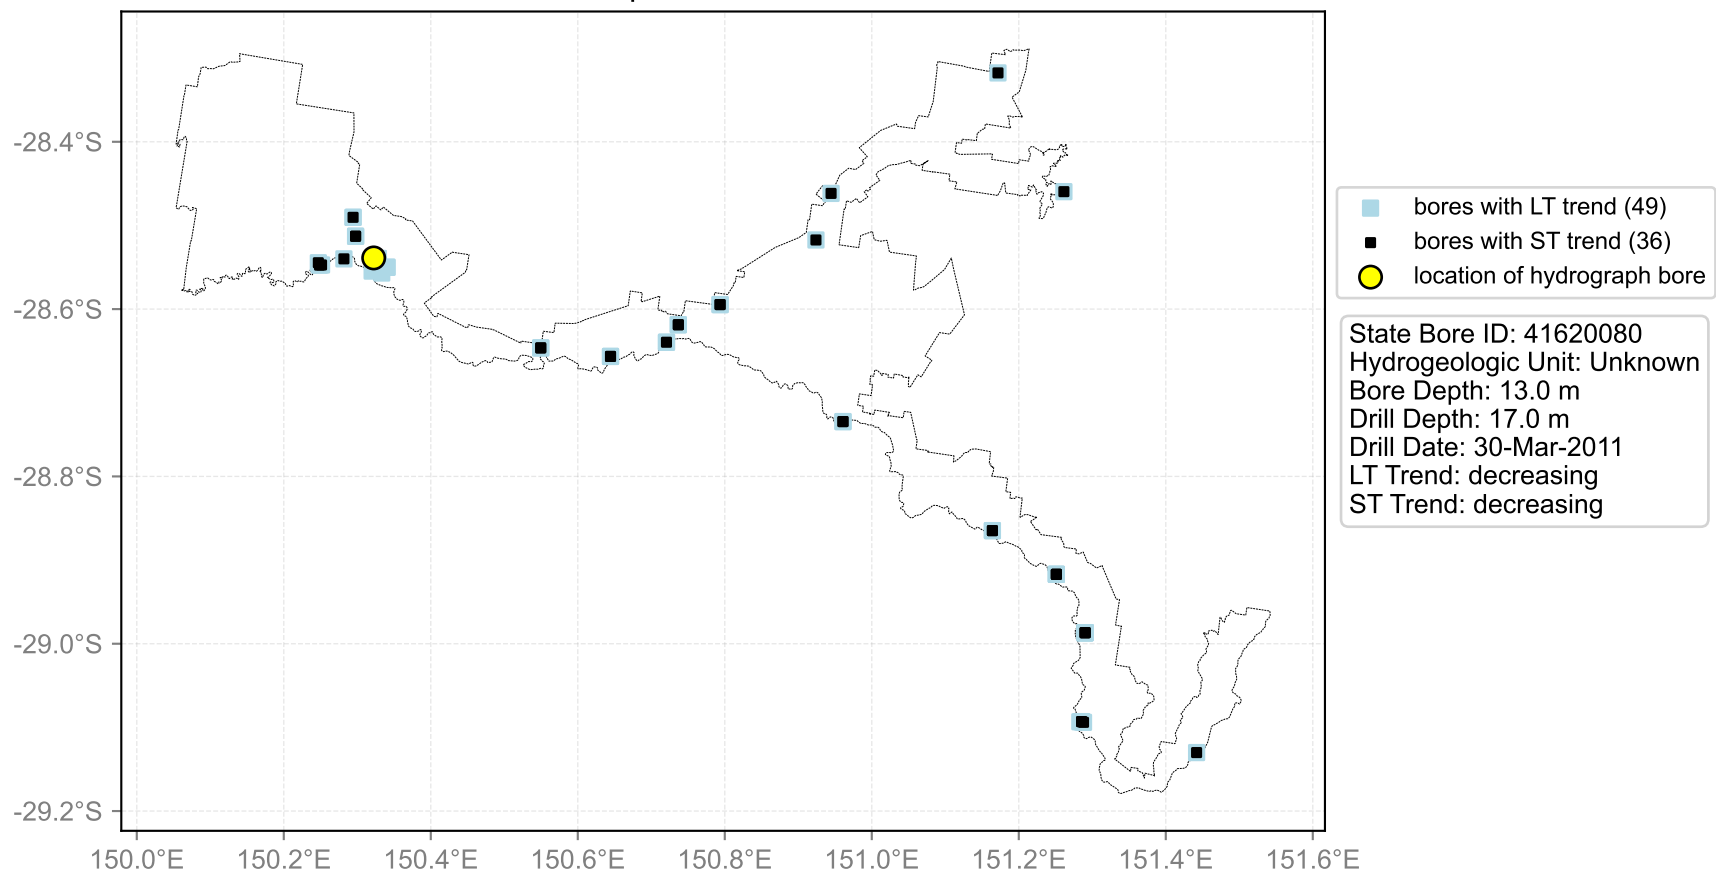 -28.4°S
-28.6°S
-28.8°S
-29.0°S
-29.2°S
150.0°E
150.2°E
150.4°E
150.6°E
150.8°E
151.0°E
151.2°E
151.4°E
151.6°E
bores with LT trend (49)
bores with ST trend (36)
location of hydrograph bore
State Bore ID: 41620080
Hydrogeologic Unit: Unknown
Bore Depth: 13.0 m
Drill Depth: 17.0 m
Drill Date: 30-Mar-2011
LT Trend: decreasing
ST Trend: decreasing